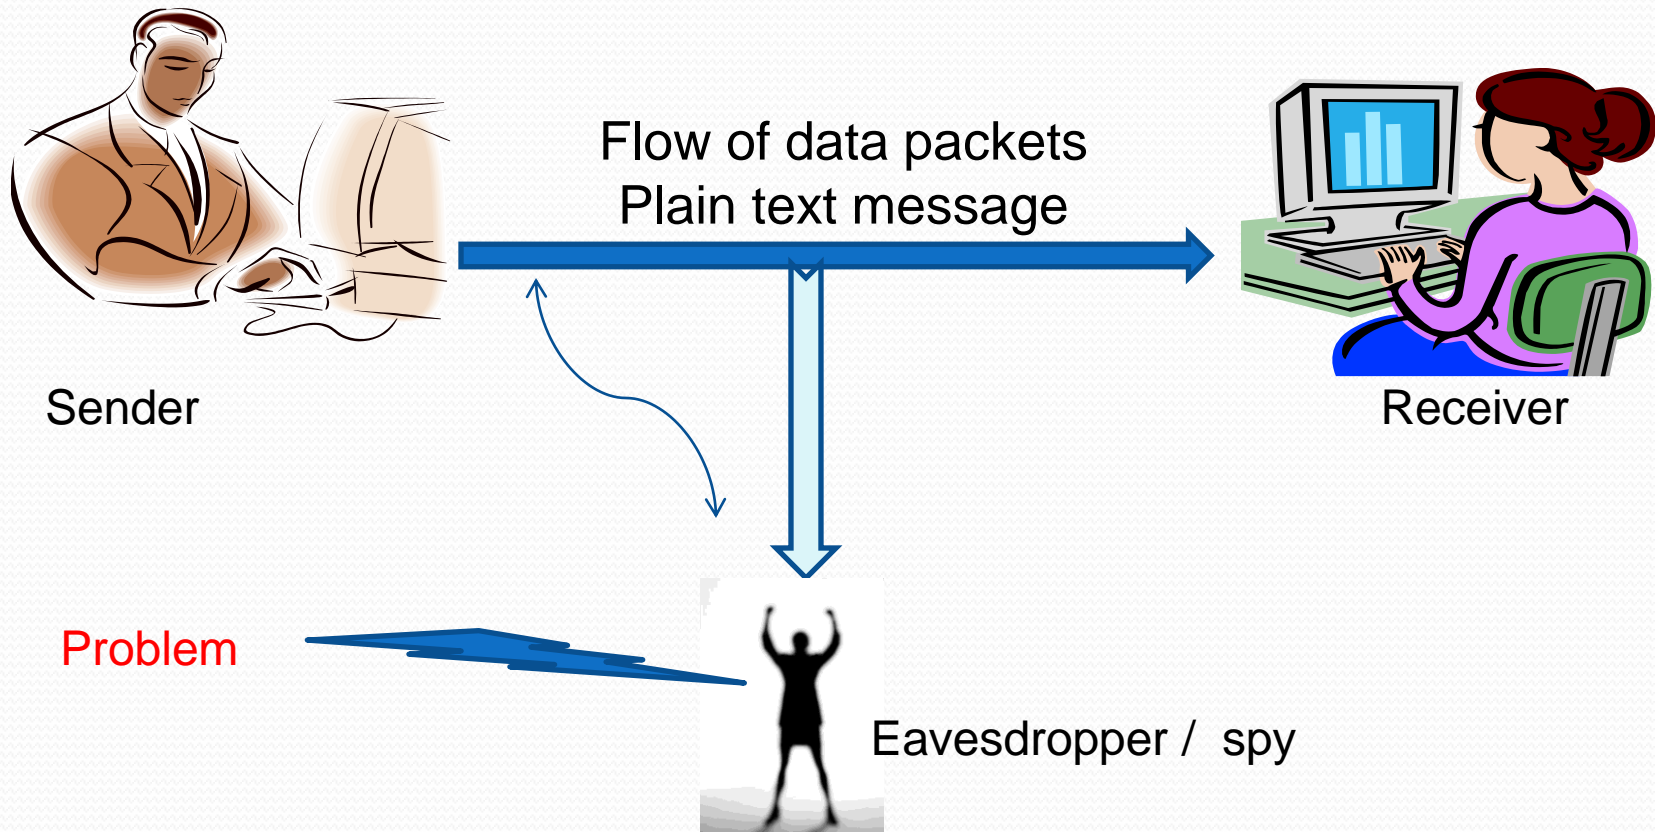 Flow of data packets
Plain text message
Sender
Receiver
Problem
Eavesdropper / spy